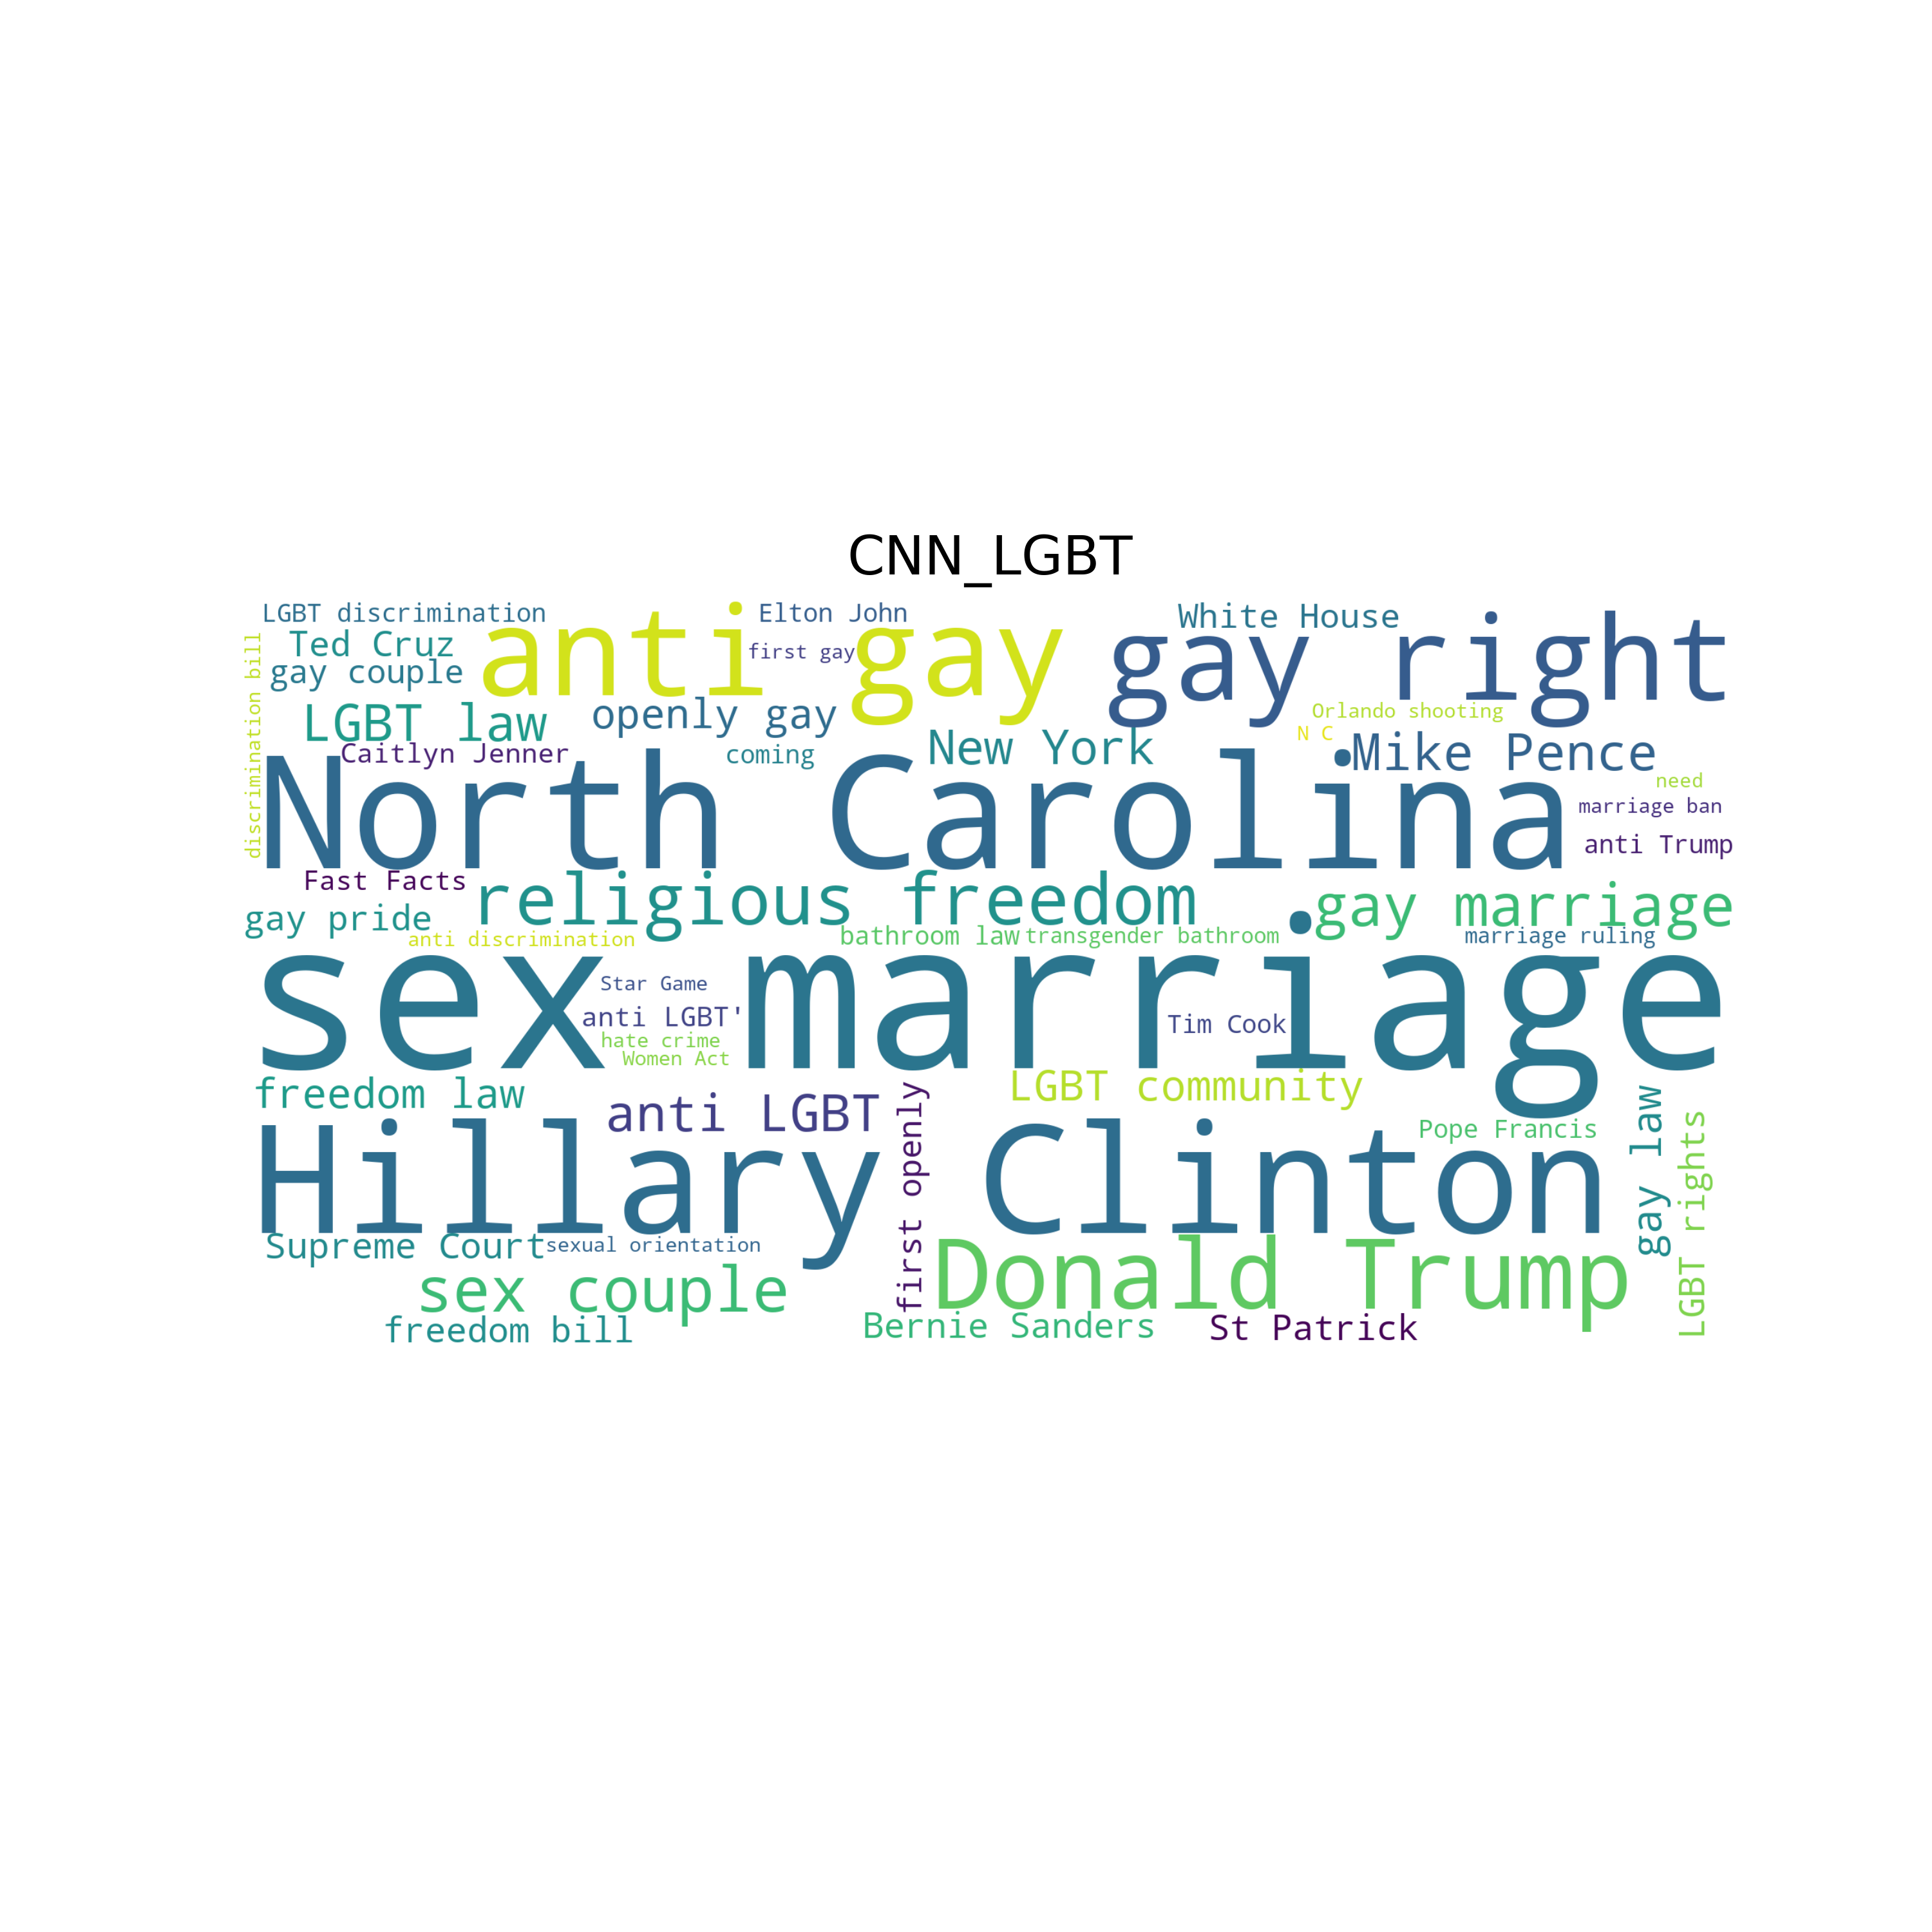 CNN_LGBT
LGBT discrimination
anti gay
Elton John
White House
gay right
Ted Cruz
first gay
gay couple
discrimination bill
LGBT law
openly gay
Orlando shooting
N C
New York
Mike Pence
Caitlyn Jenner
coming
North Carolina
need
marriage ban
anti Trump
Fast Facts
religious freedom
gay marriage
gay pride
anti discrimination
bathroom law
transgender bathroom
marriage ruling
sex marriage
Star Game
anti LGBT'
Tim Cook
hate crime
Women Act
freedom law
anti LGBT
first openly
LGBT community
Pope Francis
gay law
LGBT rights
Hillary Clinton
Supreme Court
sexual orientation
Donald Trump
sex couple
freedom bill
Bernie Sanders
St Patrick